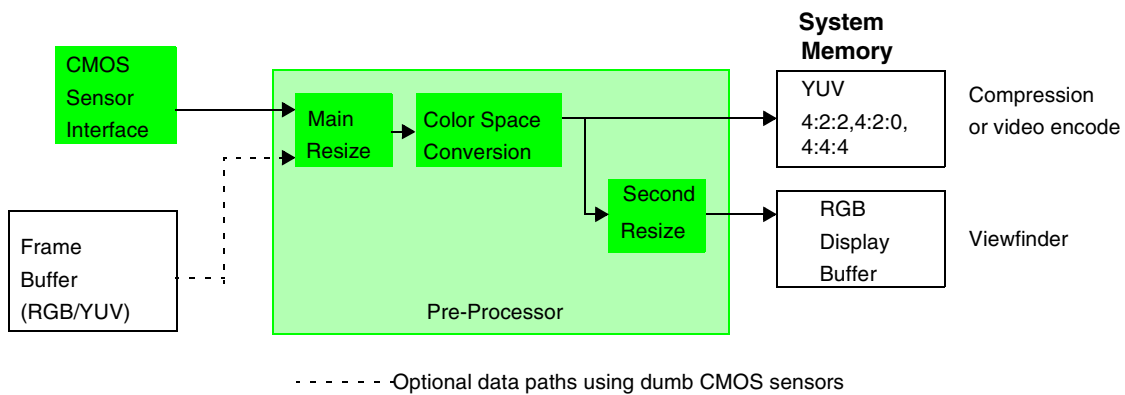 System
Memory
CMOS
Sensor
Interface
Main
Resize
Color Space
Conversion
YUV
4:2:2,4:2:0,
4:4:4
Compression
or video encode
Second
Resize
RGB
Display
Buffer
Viewfinder
Frame
Buffer
(RGB/YUV)
Pre-Processor
Optional data paths using dumb CMOS sensors